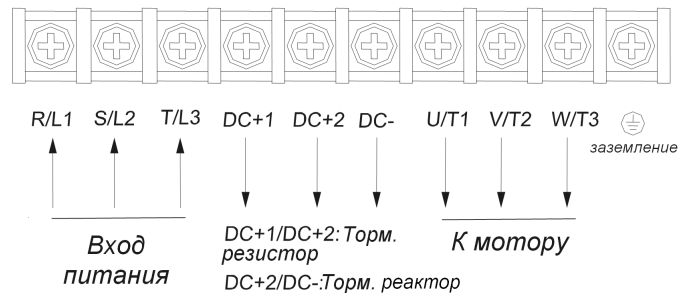 R/L1 S/L2 T/L3 DC+1 DC+2 DC- U/T1 V/T2 W/T3
заземление
Вход
питания
DC+1/DC+2: Торм.
резистор
DC+2/DC-:Торм. реактор
К мотору